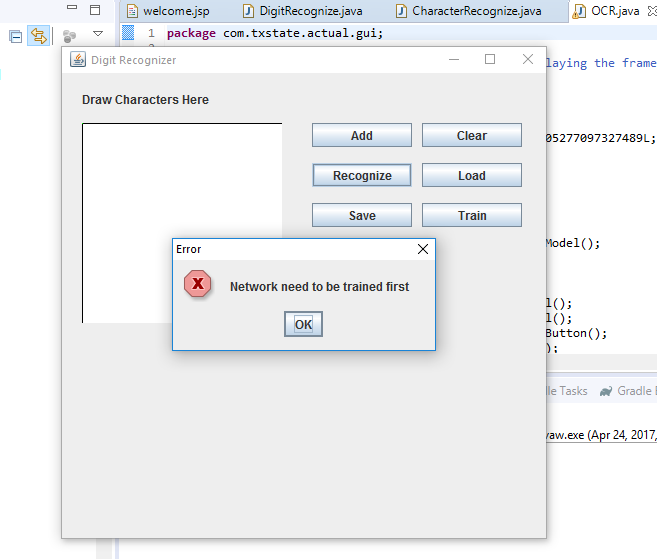 welcome.jsp DigitRecognize.java CharacterRecognize.java OCR.java
1 package com.txstate.actual.gui;
Digit Recognizer
laying the frame
Draw Characters Here
Add Clear
05277097327489L;
Recognize Load
Save Train
Model();
Error
Network need to be trained first
OK
l();
l();
Button();
);
le Tasks Gradle E
vaw.exe (Apr 24, 2017,